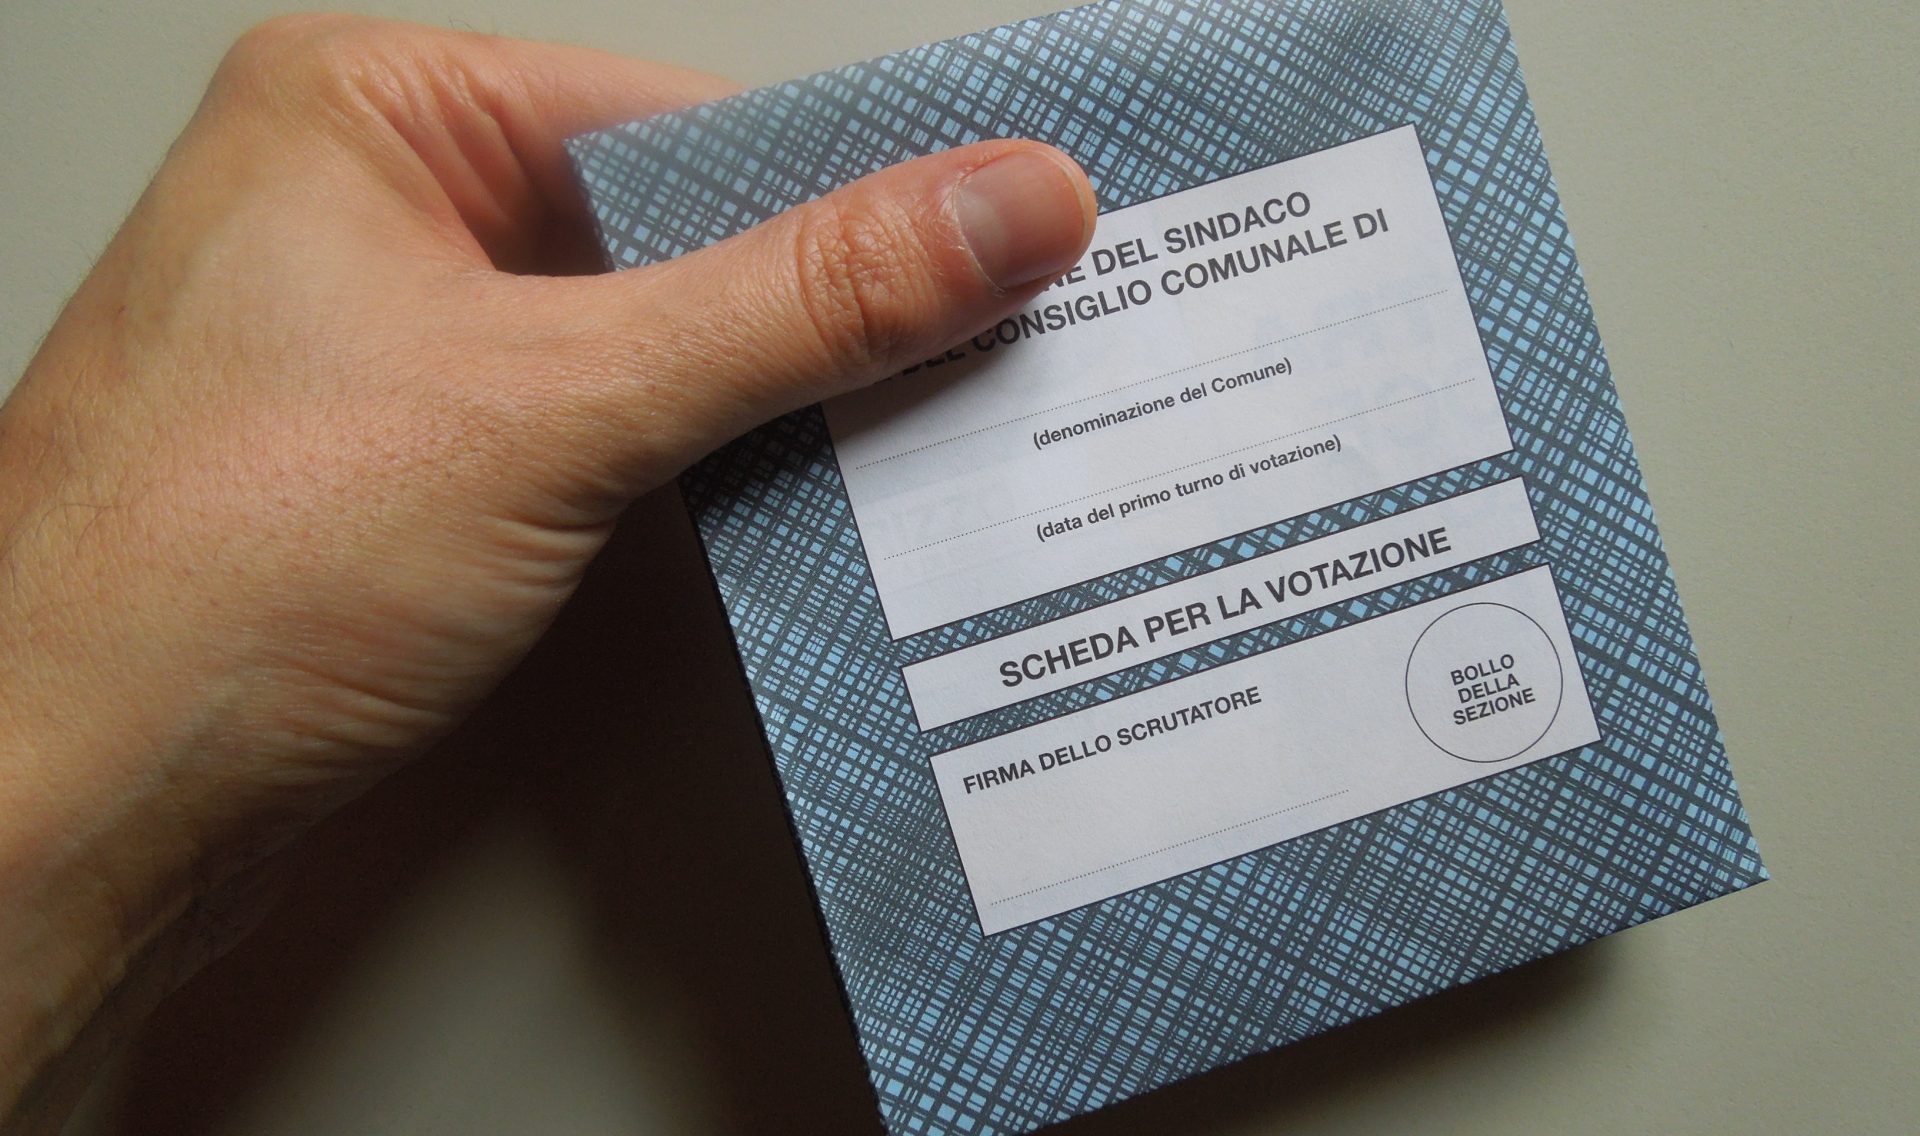 NE DEL SINDACO
DEL CONSIGLIO COMUNALE DI
(denominazione del Comune)
(data del primo turno di votazione)
SCHEDA PER LA VOTAZIONE
FIRMA DELLO SCRUTATORE
BOLLO
DELLA
SEZIONE